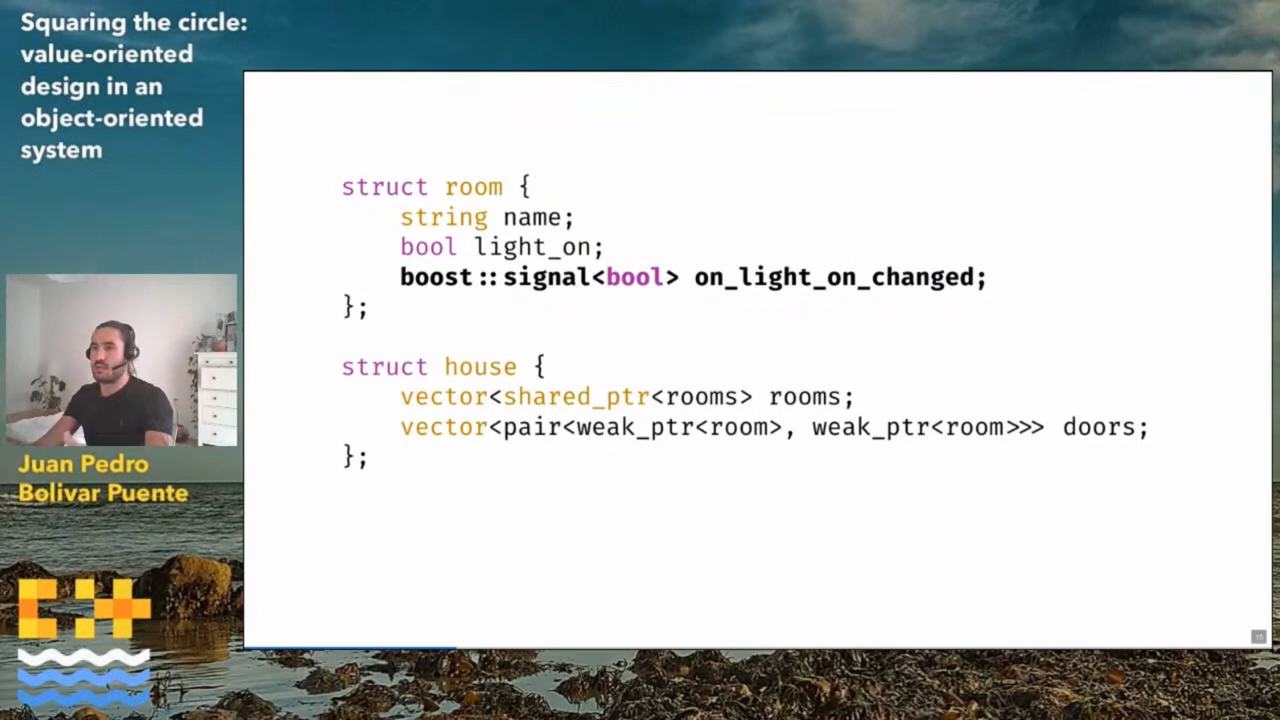 Squaring the circle:
value-oriented
design in an
object-oriented
system
struct room {
string name;
bool light_on;
boost::signal<bool> on_light_on_changed;
};
struct house {
vector<shared_ptr<rooms> rooms;
vector<pair<weak_ptr<room>, weak_ptr<room>>> doors;
};
Juan Pedro
Bolivar Puente
15